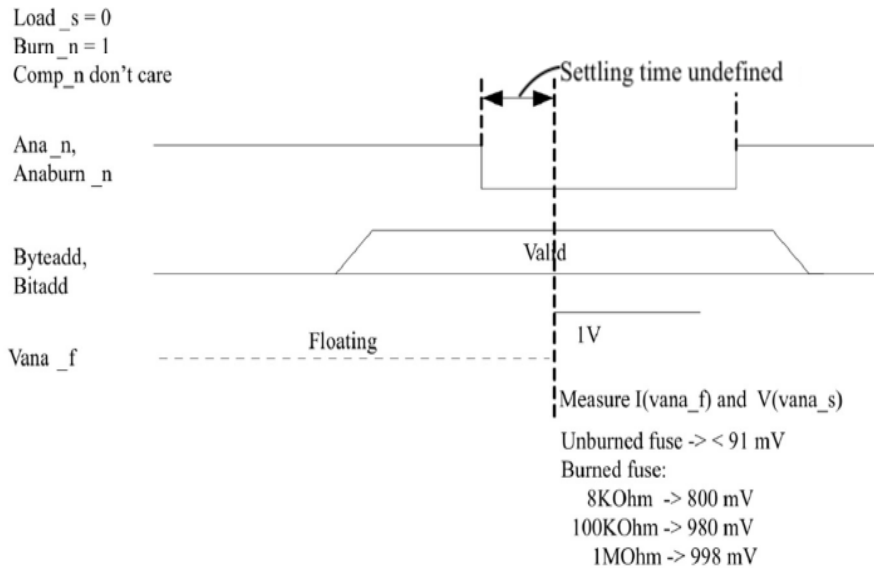 Load _s = 0
Burn _n = 1
Comp_n don't care
Settling time undefined
Ana _n,
Anaburn _n
Byteadd,
Bitadd
Valid
Floating
1V
Vana _f
Measure I(vana_f) and V(vana_s)
Unburned fuse -> < 91 mV
Burned fuse:
8KOhm -> 800 mV
100KOhm -> 980 mV
1MOhm -> 998 mV